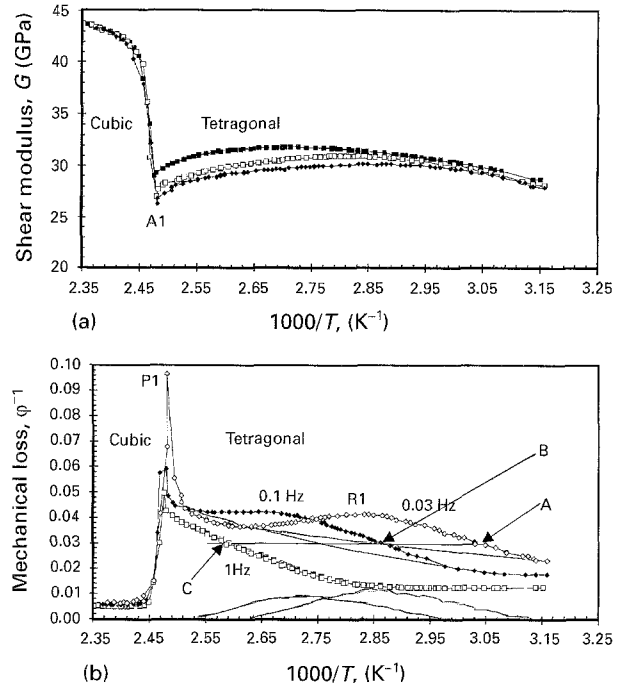 Shear modulus, G (GPa)
50
45
40
35
30
25
20
Cubic
Tetragonal
A1
2.35 2.45 2.55 2.65 2.75 2.85 2.95 3.05 3.15 3.25
(a)
1000/T, (K⁻¹)
Mechanical loss, φ⁻¹
0.10
0.09
0.08
0.07
0.06
0.05
0.04
0.03
0.02
0.01
0.00
P1
Cubic
Tetragonal
B
0.1 Hz
R1
0.03 Hz
A
C
1Hz
2.35 2.45 2.55 2.65 2.75 2.85 2.95 3.05 3.15 3.25
(b)
1000/T, (K⁻¹)